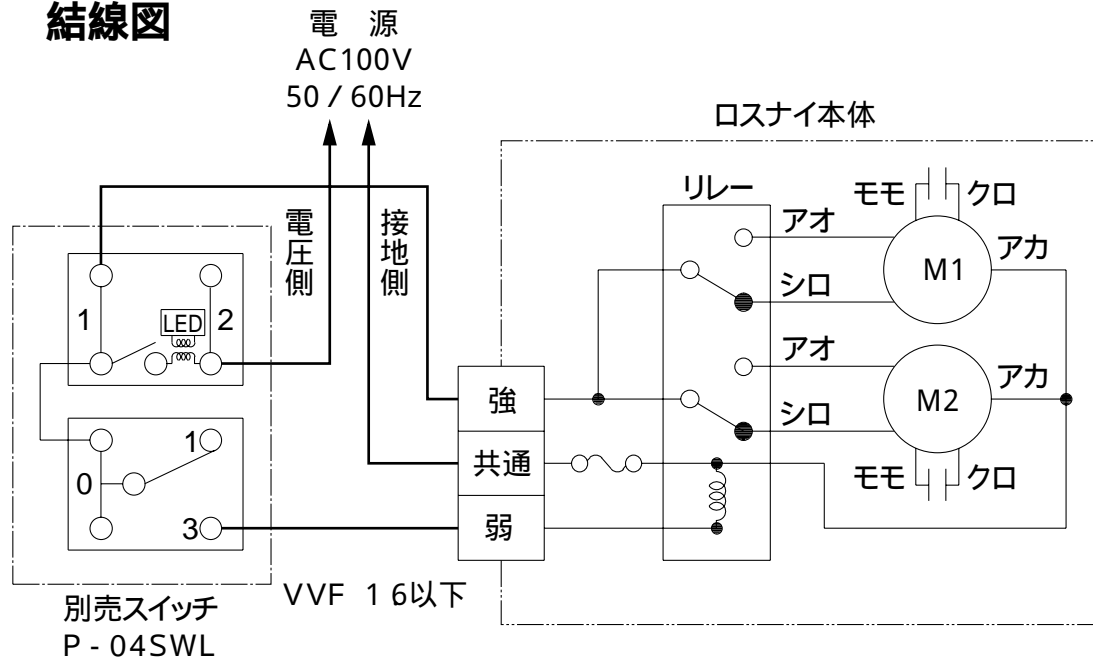 結線図
電 源
AC100V
50/60Hz
ロスナイ本体
リレー
モモ
クロ
アオ
アカ
M1
シロ
電圧側
接地側
1
LED
2
アオ
アカ
強
M2
シロ
共通
モモ
クロ
1
0
3
弱
VVF 1 6以下
別売スイッチ
P-04SWL